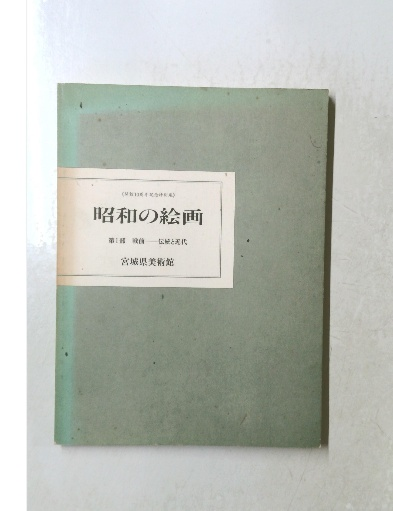 昭和の絵画
第1部 戦前──伝統と近代
宮城県美術館